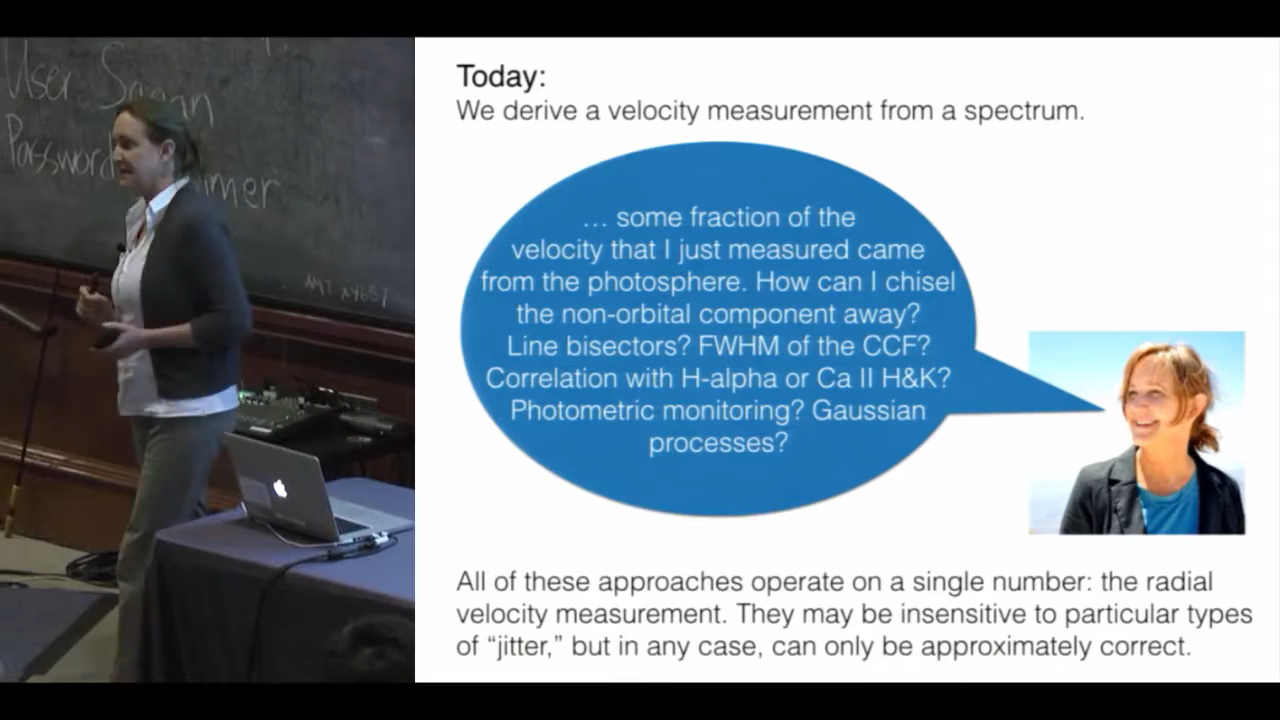 User Sagan
Password
Today:
We derive a velocity measurement from a spectrum.
… some fraction of the
velocity that I just measured came
from the photosphere. How can I chisel
the non-orbital component away?
Line bisectors? FWHM of the CCF?
Correlation with H-alpha or Ca II H&K?
Photometric monitoring? Gaussian
processes?
All of these approaches operate on a single number: the radial
velocity measurement. They may be insensitive to particular types
of “jitter,” but in any case, can only be approximately correct.